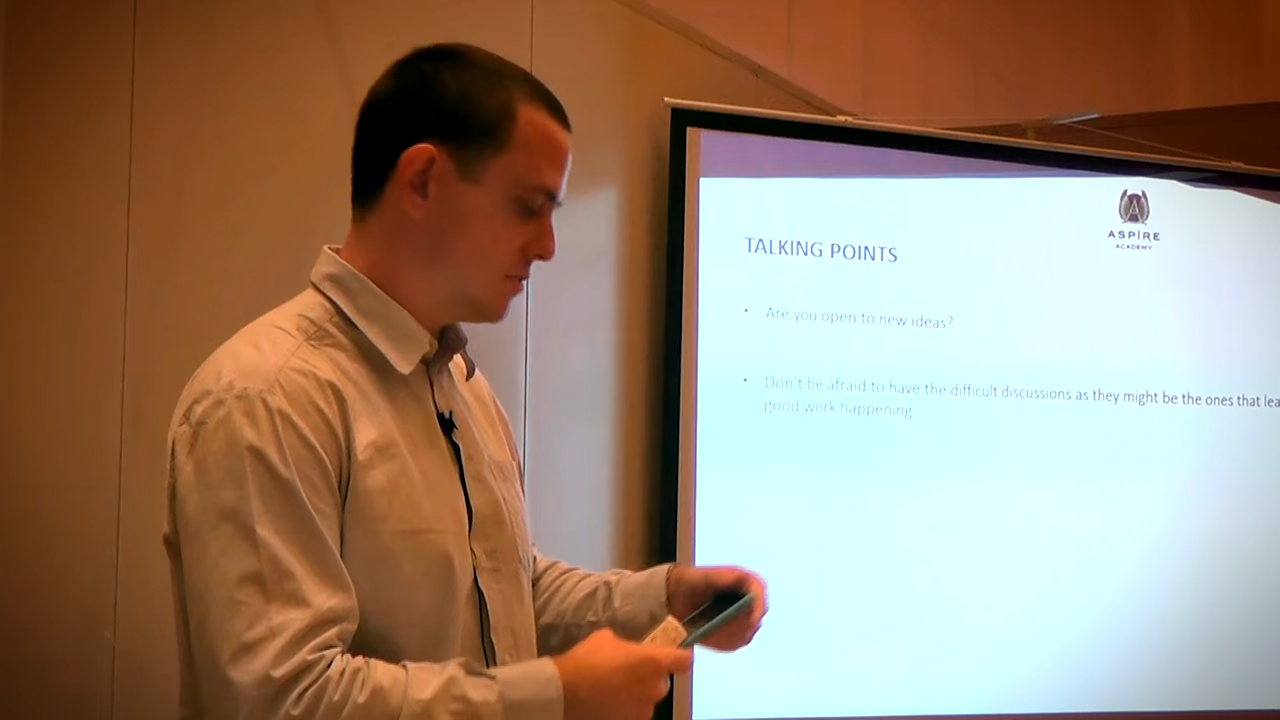 ASPIRE
ACADEMY
TALKING POINTS
• Are you open to new ideas?
• Don't be afraid to have the difficult discussions as they might be the ones that
good work happening